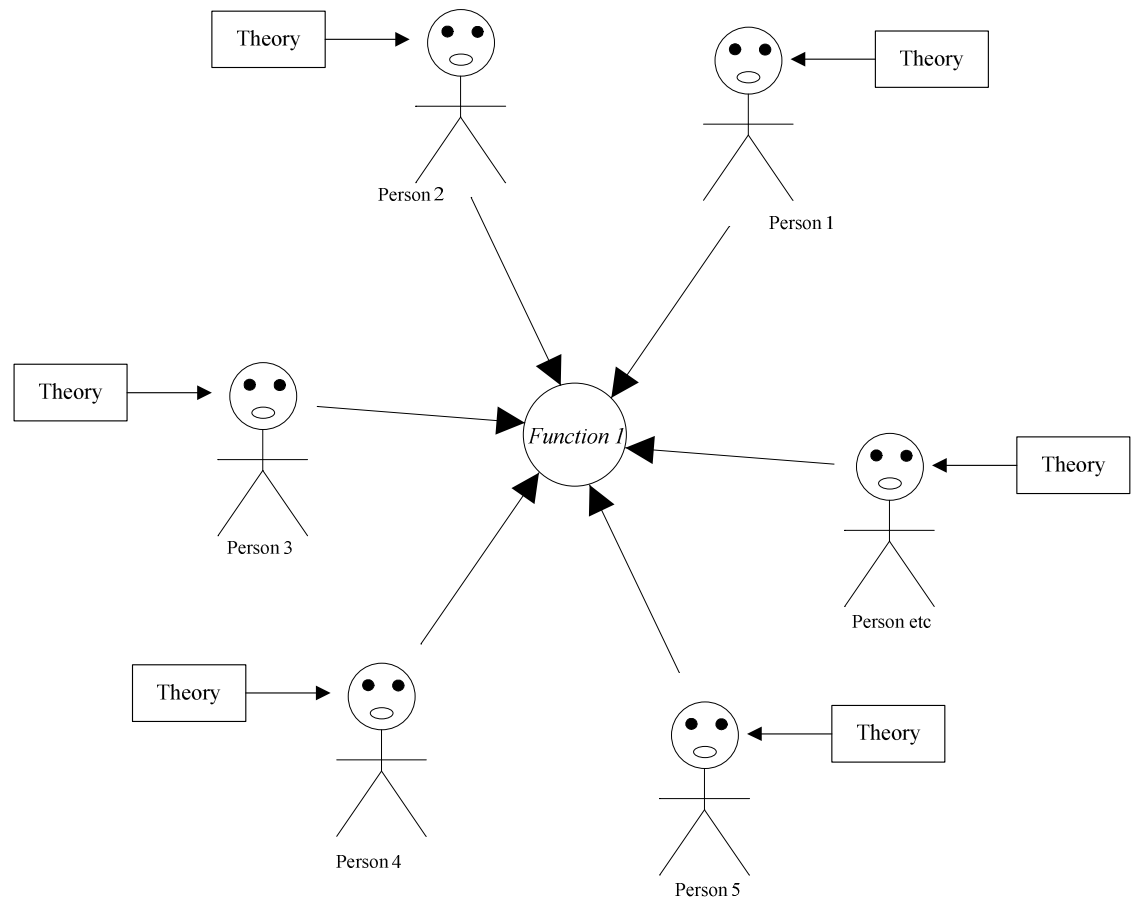 Theory
Theory
Person 2
Person 1
Theory
Function 1
Theory
Person 3
Person etc
Theory
Theory
Person 4
Person 5